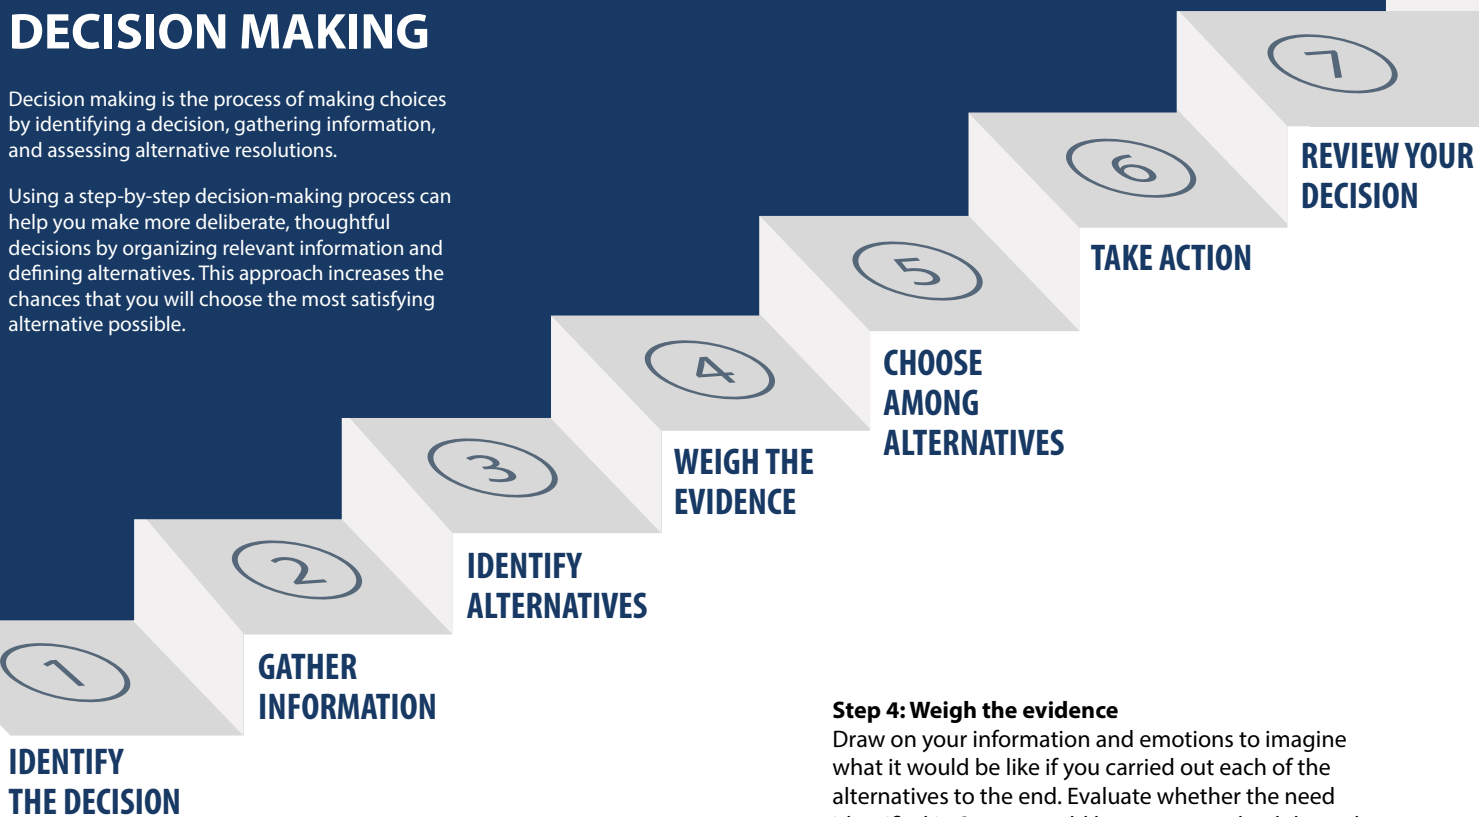 DECISION MAKING
Decision making is the process of making choices
by identifying a decision, gathering information,
and assessing alternative resolutions.
Using a step-by-step decision-making process can
help you make more deliberate, thoughtful
decisions by organizing relevant information and
defining alternatives. This approach increases the
chances that you will choose the most satisfying
alternative possible.
1
IDENTIFY
THE DECISION
2
GATHER
INFORMATION
3
IDENTIFY
ALTERNATIVES
4
WEIGH THE
EVIDENCE
5
CHOOSE
AMONG
ALTERNATIVES
6
TAKE ACTION
7
REVIEW YOUR
DECISION
Step 4: Weigh the evidence
Draw on your information and emotions to imagine
what it would be like if you carried out each of the
alternatives to the end. Evaluate whether the need